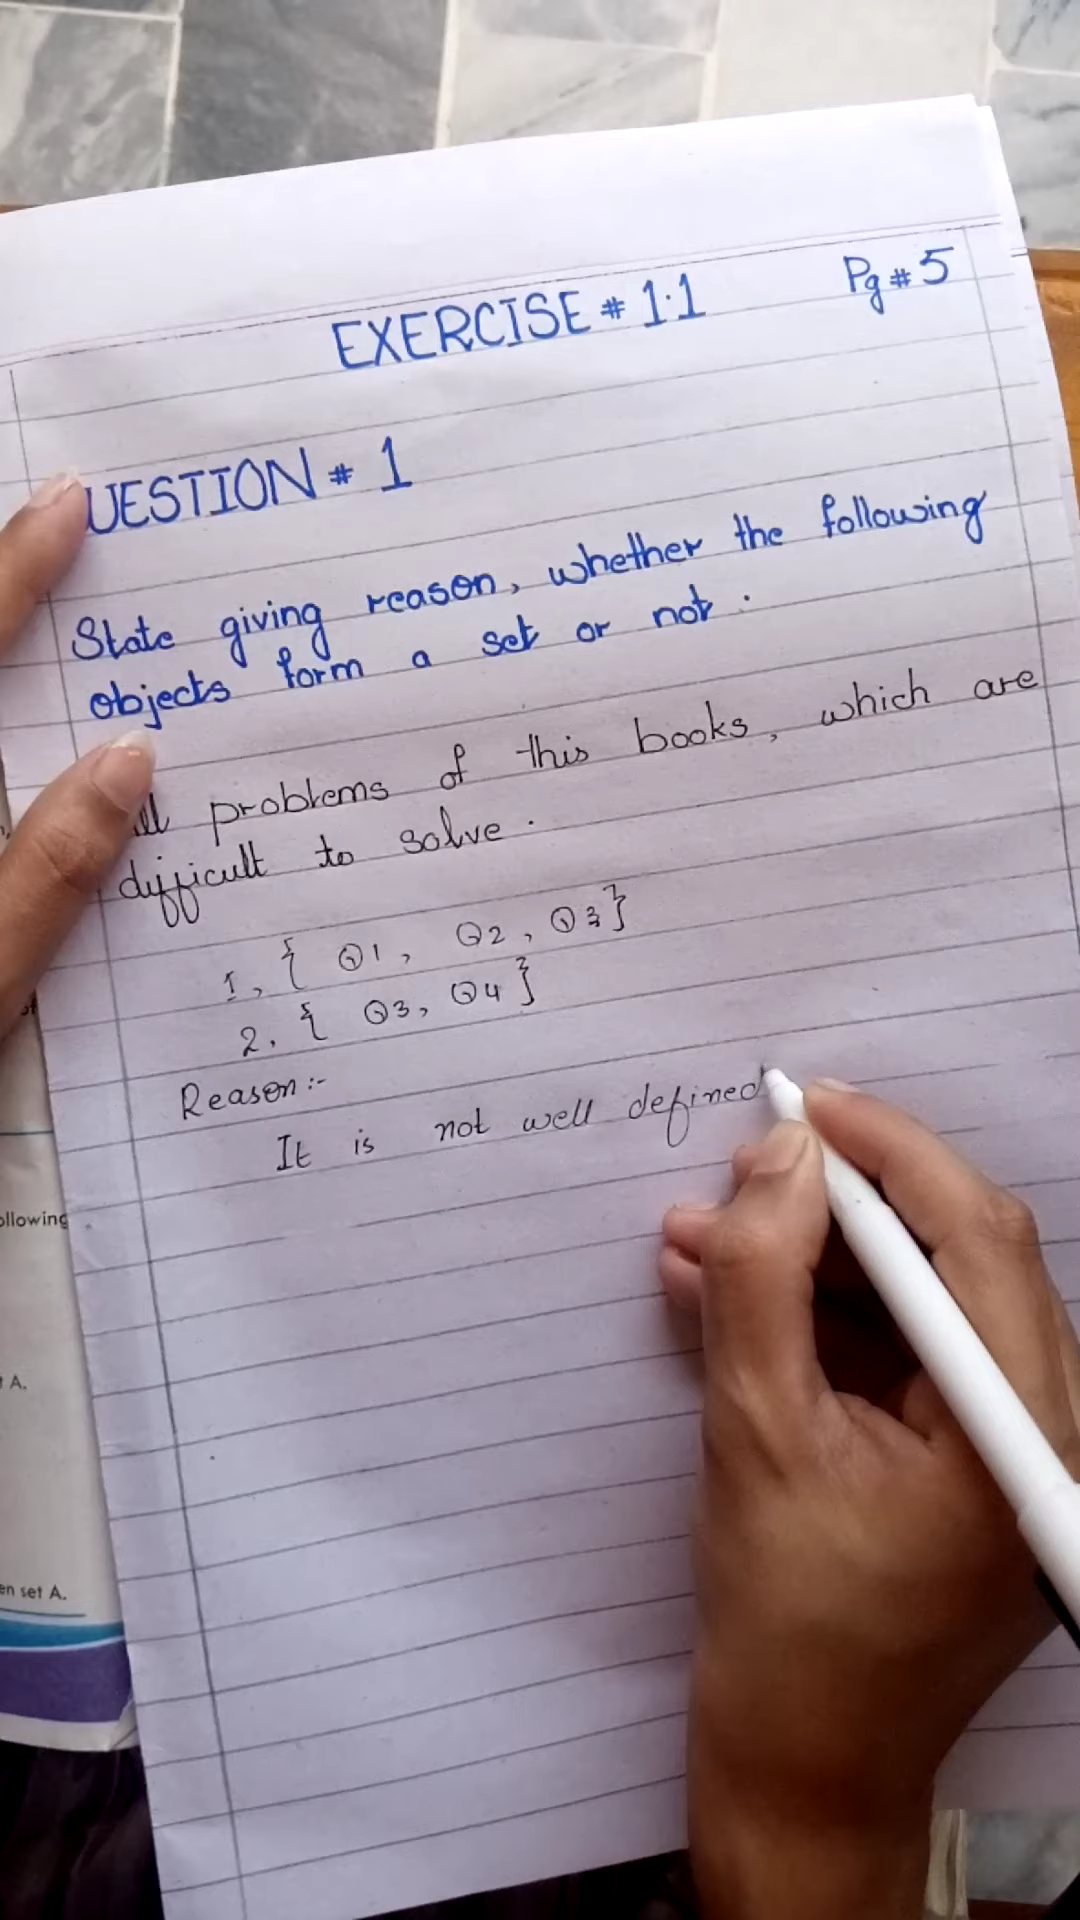 EXERCISE # 1.1
Pg # 5
UESTION # 1
State giving reason, whether the following
objects form a set or not.
ll problems of this books, which are
difficult to solve.
1, { Q1, Q2, Q3}
2. { Q3, Q4 }
Reason:-
It is not well defined
ollowing
A.
en set A.